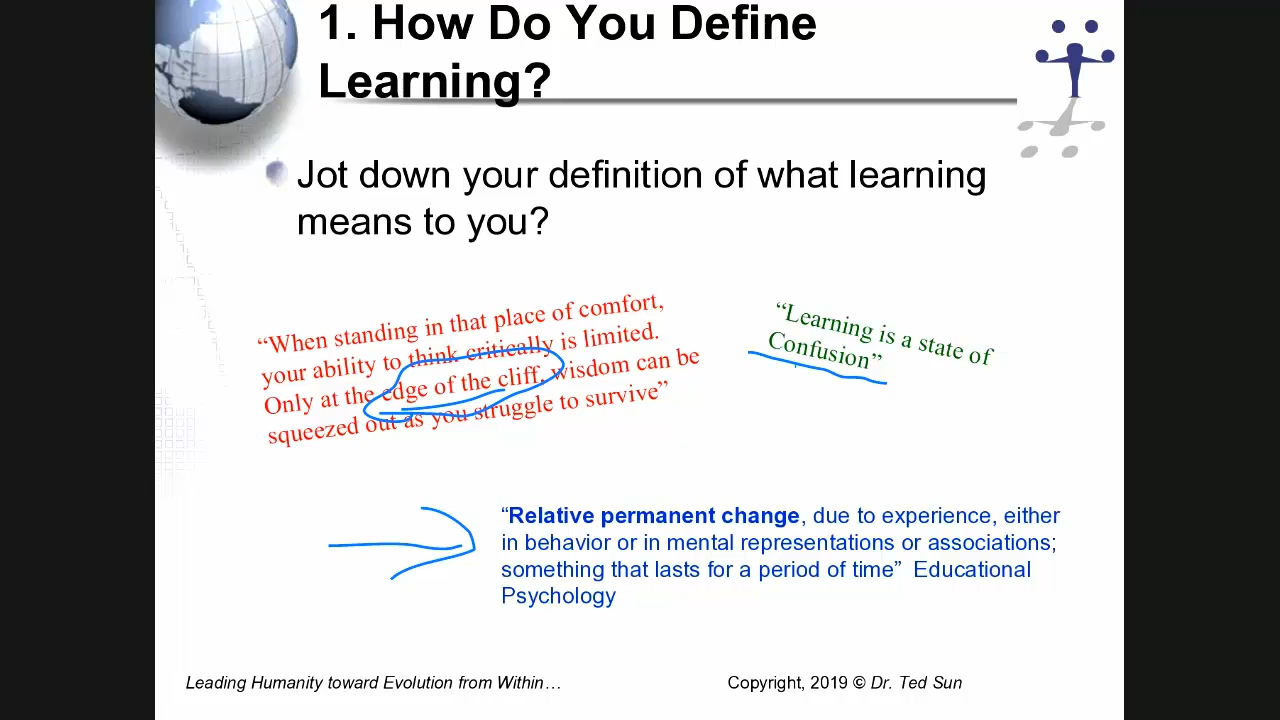 1. How Do You Define
Learning?
Jot down your definition of what learning
means to you?
“When standing in that place of comfort,
your ability to think critically is limited.
Only at the edge of the cliff, wisdom can be
squeezed out as you struggle to survive”
“Learning is a state of
Confusion”
“Relative permanent change, due to experience, either
in behavior or in mental representations or associations;
something that lasts for a period of time” Educational
Psychology
Leading Humanity toward Evolution from Within…
Copyright, 2019 © Dr. Ted Sun